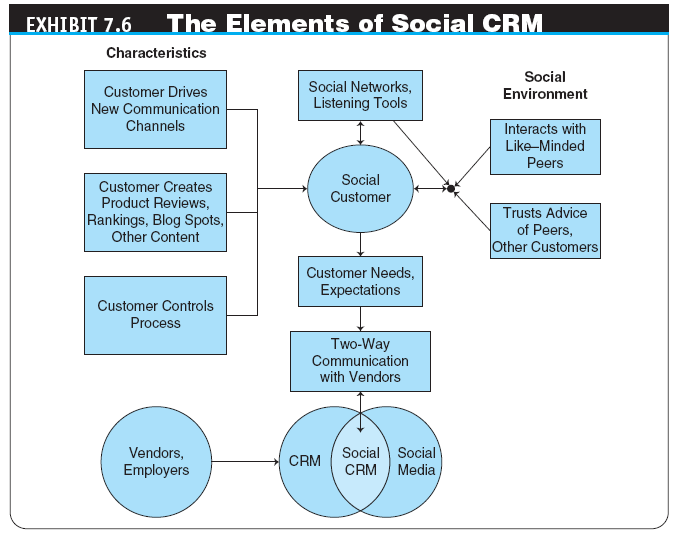 EXHIBIT 7.6 The Elements of Social CRM
Characteristics
Customer Drives
New Communication
Channels
Customer Creates
Product Reviews,
Rankings, Blog Spots,
Other Content
Customer Controls
Process
Social Networks,
Listening Tools
Social
Customer
Customer Needs,
Expectations
Two-Way
Communication
with Vendors
Social
Environment
Interacts with
Like–Minded
Peers
Trusts Advice
of Peers,
Other Customers
Vendors,
Employers
CRM
Social
CRM
Social
Media